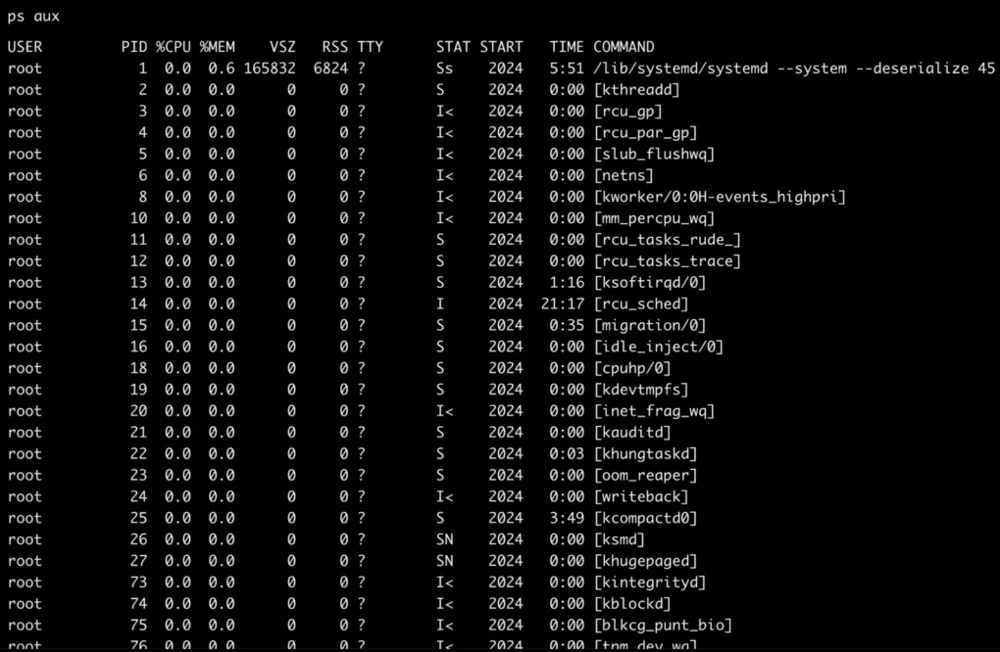 ps aux
USER PID %CPU %MEM VSZ RSS TTY STAT START TIME COMMAND
root 1 0.0 0.6 165832 6824 ? Ss 2024 5:51 /lib/systemd/systemd --system --deserialize 45
root 2 0.0 0.0 0 0 ? S 2024 0:00 [kthreadd]
root 3 0.0 0.0 0 0 ? I< 2024 0:00 [rcu_gp]
root 4 0.0 0.0 0 0 ? I< 2024 0:00 [rcu_par_gp]
root 5 0.0 0.0 0 0 ? I< 2024 0:00 [slub_flushwq]
root 6 0.0 0.0 0 0 ? I< 2024 0:00 [netns]
root 8 0.0 0.0 0 0 ? I< 2024 0:00 [kworker/0:0H-events_highpri]
root 10 0.0 0.0 0 0 ? I< 2024 0:00 [mm_percpu_wq]
root 11 0.0 0.0 0 0 ? S 2024 0:00 [rcu_tasks_rude_]
root 12 0.0 0.0 0 0 ? S 2024 0:00 [rcu_tasks_trace]
root 13 0.0 0.0 0 0 ? S 2024 1:16 [ksoftirqd/0]
root 14 0.0 0.0 0 0 ? I 2024 21:17 [rcu_sched]
root 15 0.0 0.0 0 0 ? S 2024 0:35 [migration/0]
root 16 0.0 0.0 0 0 ? S 2024 0:00 [idle_inject/0]
root 18 0.0 0.0 0 0 ? S 2024 0:00 [cpuhp/0]
root 19 0.0 0.0 0 0 ? S 2024 0:00 [kdevtmpfs]
root 20 0.0 0.0 0 0 ? I< 2024 0:00 [inet_frag_wq]
root 21 0.0 0.0 0 0 ? S 2024 0:00 [kauditd]
root 22 0.0 0.0 0 0 ? S 2024 0:03 [khungtaskd]
root 23 0.0 0.0 0 0 ? S 2024 0:00 [oom_reaper]
root 24 0.0 0.0 0 0 ? I< 2024 0:00 [writeback]
root 25 0.0 0.0 0 0 ? S 2024 3:49 [kcompactd0]
root 26 0.0 0.0 0 0 ? SN 2024 0:00 [ksmd]
root 27 0.0 0.0 0 0 ? SN 2024 0:00 [khugepaged]
root 73 0.0 0.0 0 0 ? I< 2024 0:00 [kintegrityd]
root 74 0.0 0.0 0 0 ? I< 2024 0:00 [kblockd]
root 75 0.0 0.0 0 0 ? I< 2024 0:00 [blkcg_punt_bio]
root 76 0.0 0.0 0 0 ? I< 2024 0:00 [tpm_dev_wq]